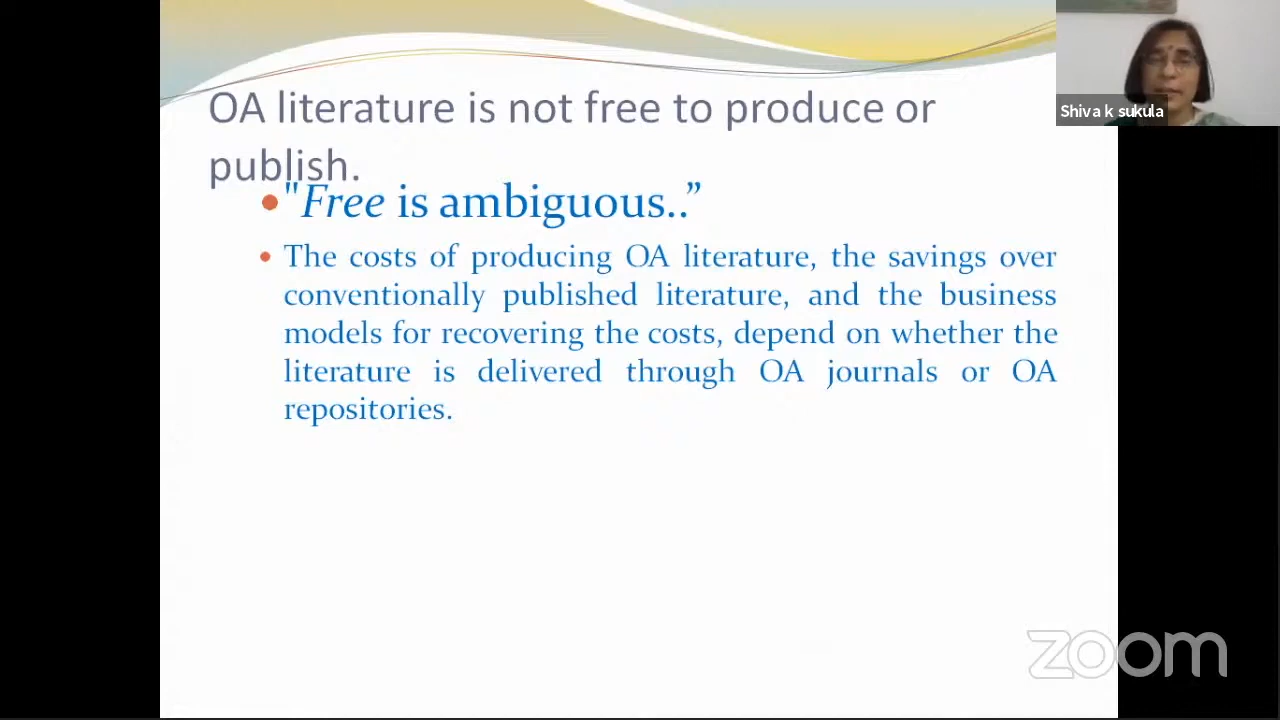 OA literature is not free to produce or
publish.
Shiva k sukula
• "Free is ambiguous..”
• The costs of producing OA literature, the savings over
conventionally published literature, and the business
models for recovering the costs, depend on whether the
literature is delivered through OA journals or OA
repositories.
zoom